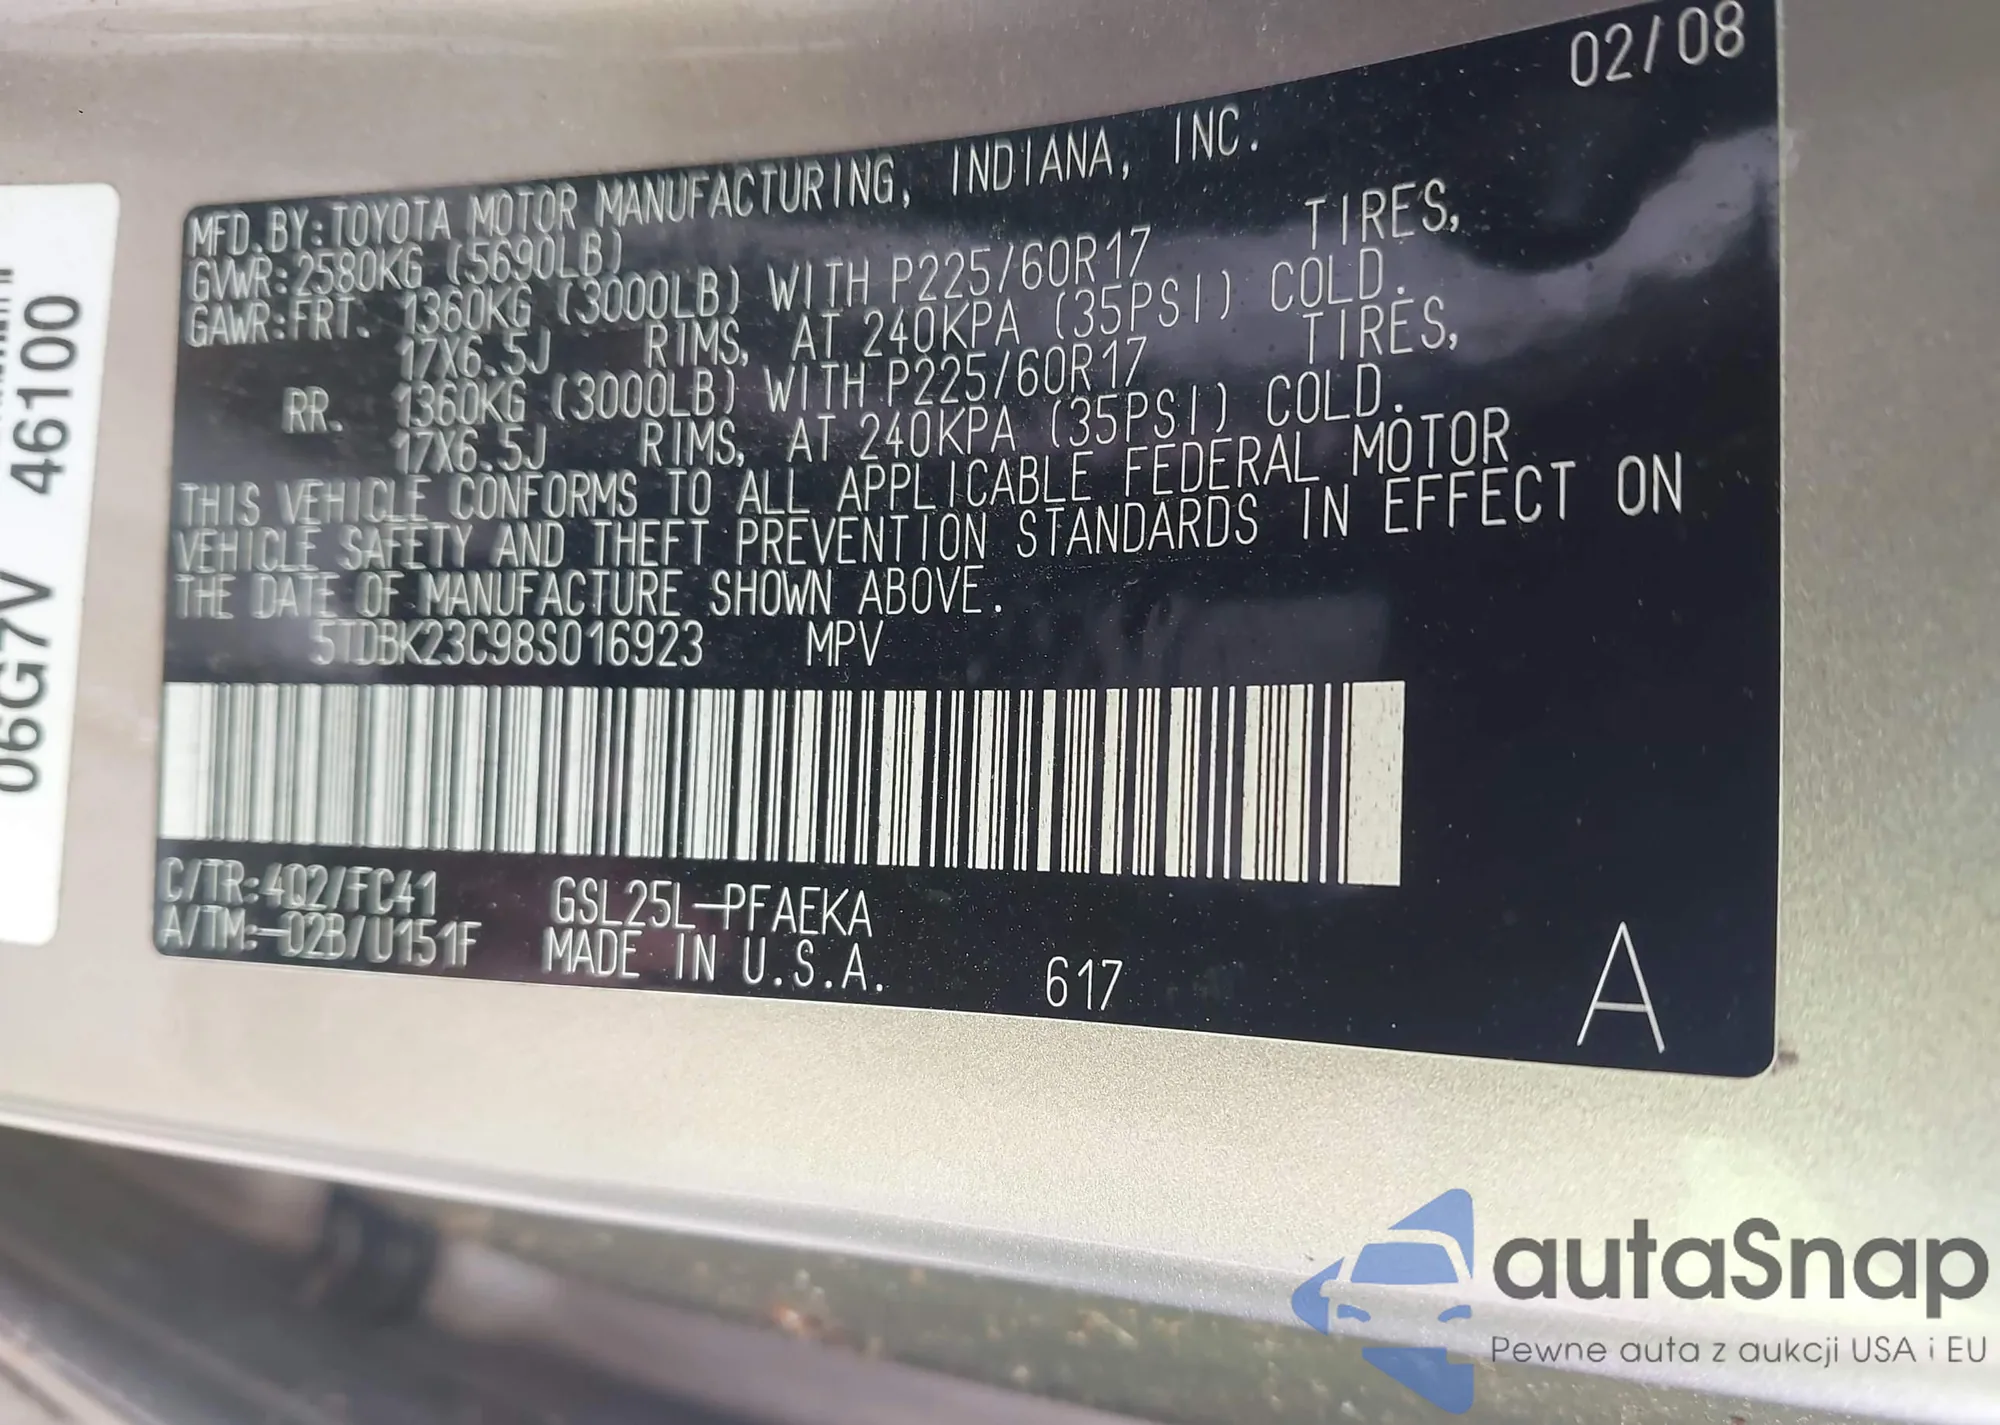 02/08
MFD.BY:TOYOTA MOTOR MANUFACTURING, INDIANA, INC.
GVWR:2580KG (5690LB)
GAWR:FRT. 1360KG (3000LB) WITH P225/60R17 TIRES,
17X6.5J RIMS, AT 240KPA (35PSI) COLD.
RR. 1360KG (3000LB) WITH P225/60R17 TIRES,
17X6.5J RIMS, AT 240KPA (35PSI) COLD.
THIS VEHICLE CONFORMS TO ALL APPLICABLE FEDERAL MOTOR
VEHICLE SAFETY AND THEFT PREVENTION STANDARDS IN EFFECT ON
THE DATE OF MANUFACTURE SHOWN ABOVE.
5TDBK23C98S016923 MPV
C/TR:4Q2/FC41 GSL25L-PFAEKA
A/TM:-02B/U151F MADE IN U.S.A. 617 A
06G7V 46100
autaSnap
Pewne auta z aukcji USA i EU